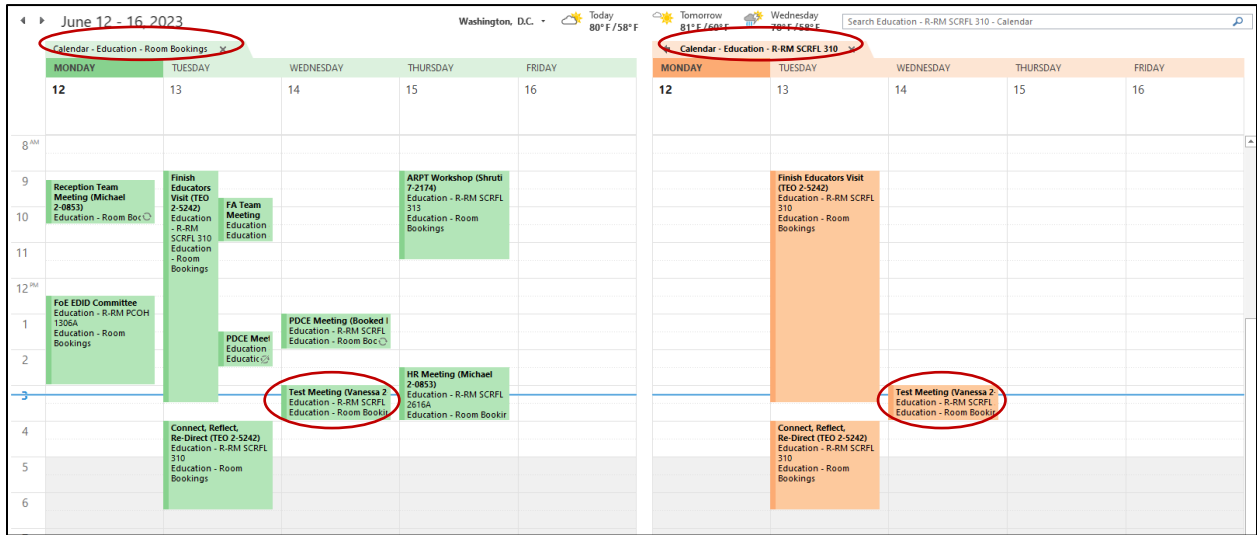 June 12 - 16, 2023
Washington, D.C.
Today
80°F/58°F
Tomorrow
81°F/60°F
Wednesday
78°F/58°F
Search Education - R-RM SCRFL 310 - Calendar
Calendar - Education - Room Bookings
MONDAY TUESDAY WEDNESDAY THURSDAY FRIDAY
12 13 14 15 16
8 AM
9
10
11
12 PM
1
2
3
4
5
6
Reception Team
Meeting (Michael
2-0853)
Education - Room Boc
FoE EDID Committee
Education - R-RM PCOH
1306A
Education - Room
Bookings
Finish
Educators
Visit (TEO
2-5242)
Education
- R-RM
SCRFL 310
Education
- Room
Bookings
FA Team
Meeting
Education
Education
PDCE Meet
Education
Educatic
Connect, Reflect,
Re-Direct (TEO 2-5242)
Education - R-RM SCRFL
310
Education - Room
Bookings
PDCE Meeting (Booked
Education - R-RM SCRFL
Education - Room Boc
Test Meeting (Vanessa 2
Education - R-RM SCRFL
Education - Room Bookir
ARPT Workshop (Shruti
7-2174)
Education - R-RM SCRFL
313
Education - Room
Bookings
HR Meeting (Michael
2-0853)
Education - R-RM SCRFL
2616A
Education - Room Bookir
Calendar - Education - R-RM SCRFL 310
MONDAY TUESDAY WEDNESDAY THURSDAY FRIDAY
12 13 14 15 16
Finish Educators Visit
(TEO 2-5242)
Education - R-RM SCRFL
310
Education - Room
Bookings
Connect, Reflect,
Re-Direct (TEO 2-5242)
Education - R-RM SCRFL
310
Education - Room
Bookings
Test Meeting (Vanessa 2-
Education - R-RM SCRFL
Education - Room Bookir